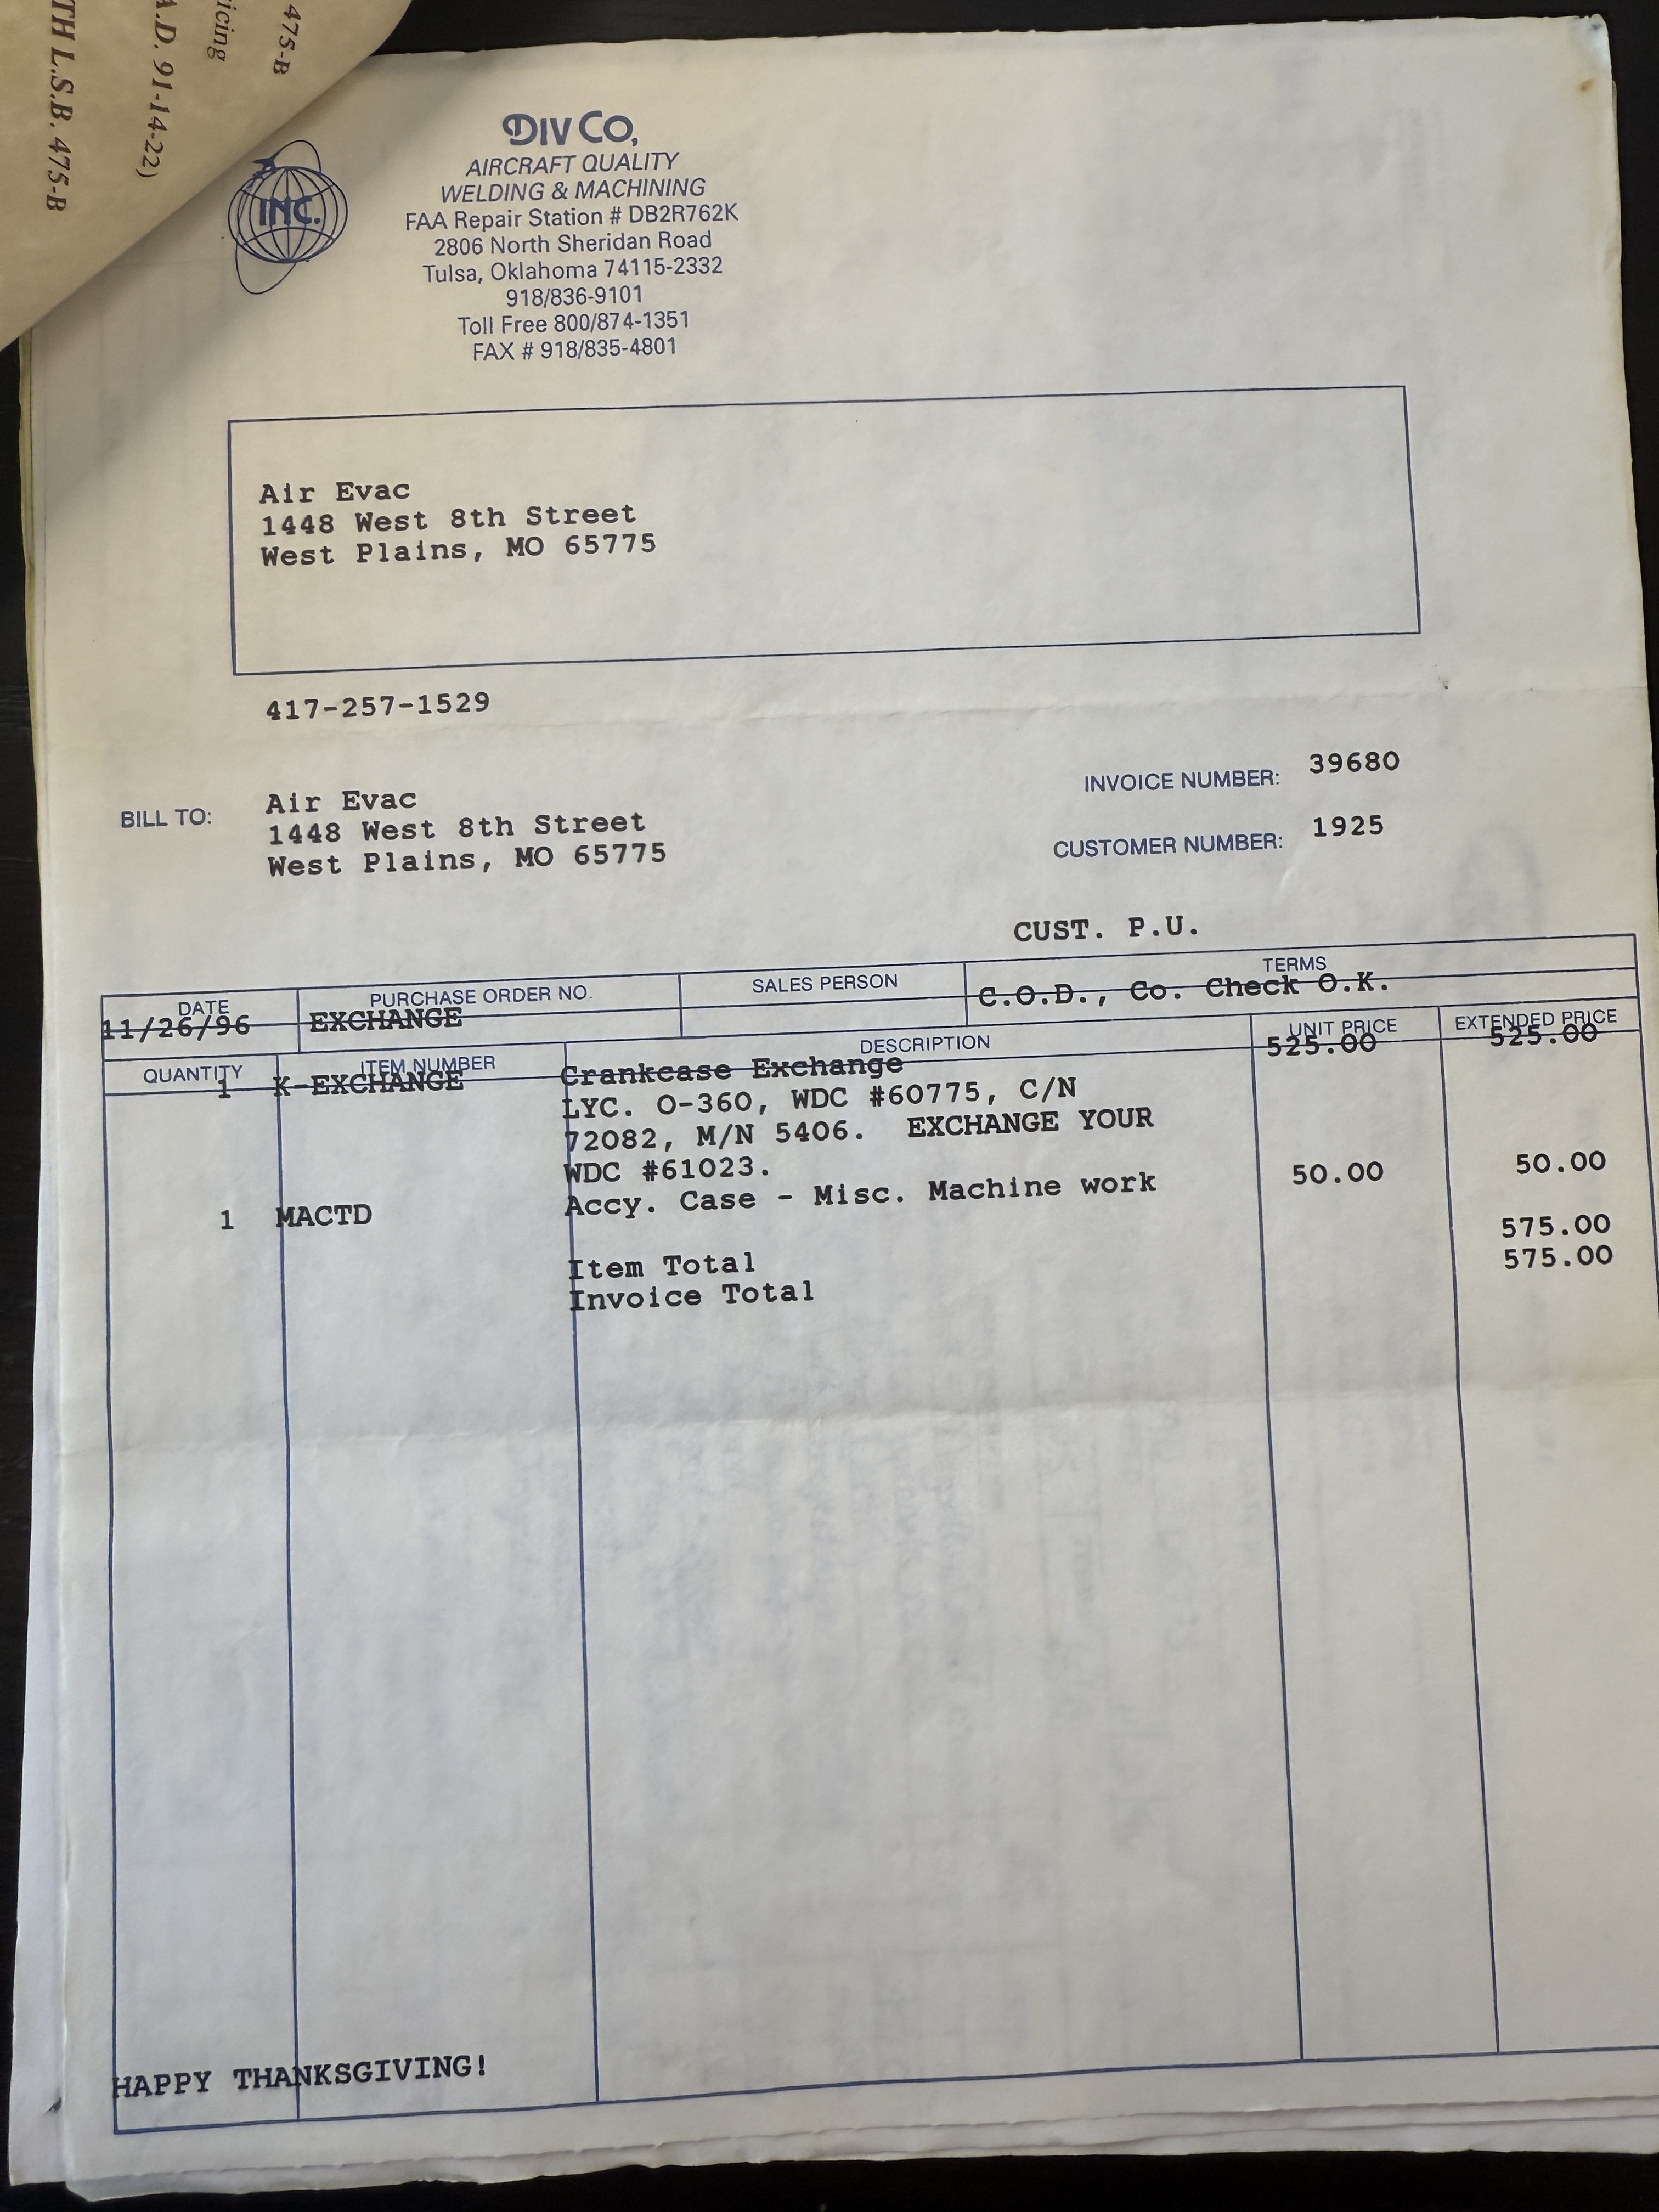 475-B
icing
A.D. 91-14-22)
TH L.S.B. 475-B
INC.
DIV CO,
AIRCRAFT QUALITY
WELDING & MACHINING
FAA Repair Station # DB2R762K
2806 North Sheridan Road
Tulsa, Oklahoma 74115-2332
918/836-9101
Toll Free 800/874-1351
FAX # 918/835-4801
Air Evac
1448 West 8th Street
West Plains, MO 65775
417-257-1529
BILL TO:
Air Evac
1448 West 8th Street
West Plains, MO 65775
INVOICE NUMBER: 39680
CUSTOMER NUMBER: 1925
CUST. P.U.
DATE PURCHASE ORDER NO. SALES PERSON TERMS
11/26/96 EXCHANGE C.O.D., Co. Check O.K.
QUANTITY ITEM NUMBER DESCRIPTION UNIT PRICE EXTENDED PRICE
1 K-EXCHANGE Crankcase Exchange 525.00 525.00
LYC. O-360, WDC #60775, C/N
72082, M/N 5406. EXCHANGE YOUR
WDC #61023.
1 MACTD Accy. Case - Misc. Machine work 50.00 50.00
Item Total 575.00
Invoice Total 575.00
HAPPY THANKSGIVING!